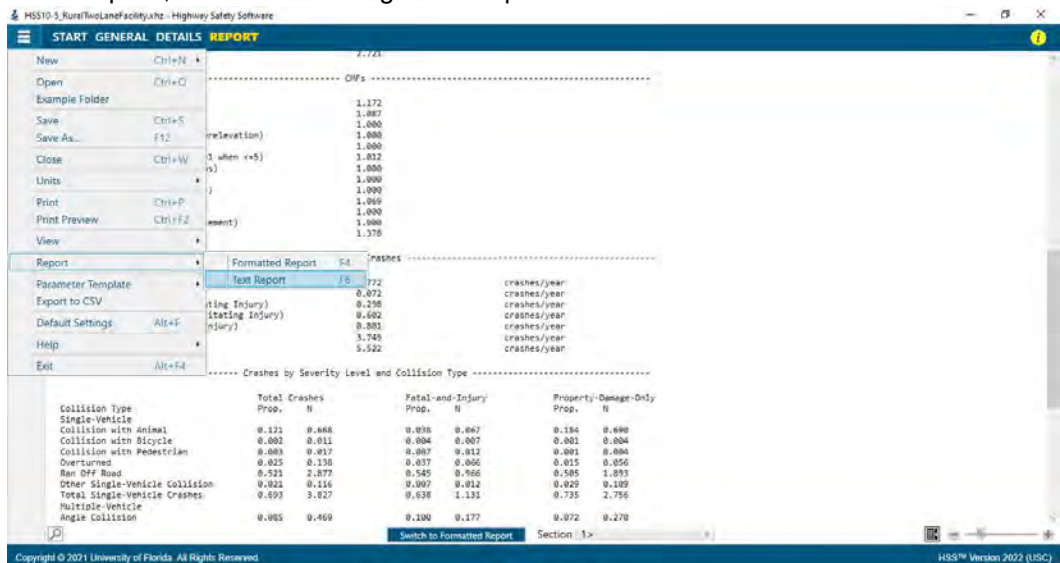 HSS10-5_RuralTwoLaneFacility.xhz - Highway Safety Software
START GENERAL DETAILS REPORT
New Ctrl+N
2.721
Open Ctrl+O
CMFs
Example Folder
1.172
1.087
Save Ctrl+S
1.000
Save As... F12 relevation) 1.000
1.000
Close Ctrl+W 1 when <=5) 1.012
s) 1.000
Units 1.000
) 1.000
Print Ctrl+P 1.069
1.000
Print Preview Ctrl+F2 ement) 1.000
1.378
View
Report Formatted Report F4 rashes
Parameter Template Text Report F6 772 crashes/year
0.072 crashes/year
Export to CSV ting Injury) 0.298 crashes/year
itating Injury) 0.602 crashes/year
Default Settings Alt+F njury) 0.801 crashes/year
3.749 crashes/year
Help 5.522 crashes/year
Exit Alt+F4
Crashes by Severity Level and Collision Type
Total Crashes Fatal-and-Injury Property-Damage-Only
Collision Type Prop. N Prop. N Prop. N
Single-Vehicle
Collision with Animal 0.121 0.668 0.038 0.067 0.184 0.690
Collision with Bicycle 0.002 0.011 0.004 0.007 0.001 0.004
Collision with Pedestrian 0.003 0.017 0.007 0.012 0.001 0.004
Overturned 0.025 0.138 0.037 0.066 0.015 0.056
Ran Off Road 0.521 2.877 0.545 0.966 0.505 1.893
Other Single-Vehicle Collision 0.021 0.116 0.007 0.012 0.029 0.109
Total Single-Vehicle Crashes 0.693 3.827 0.638 1.131 0.735 2.756
Multiple-Vehicle
Angle Collision 0.085 0.469 0.100 0.177 0.072 0.270
Switch to Formatted Report Section 1>
Copyright © 2021 University of Florida. All Rights Reserved. HSS™ Version 2022 (USC)